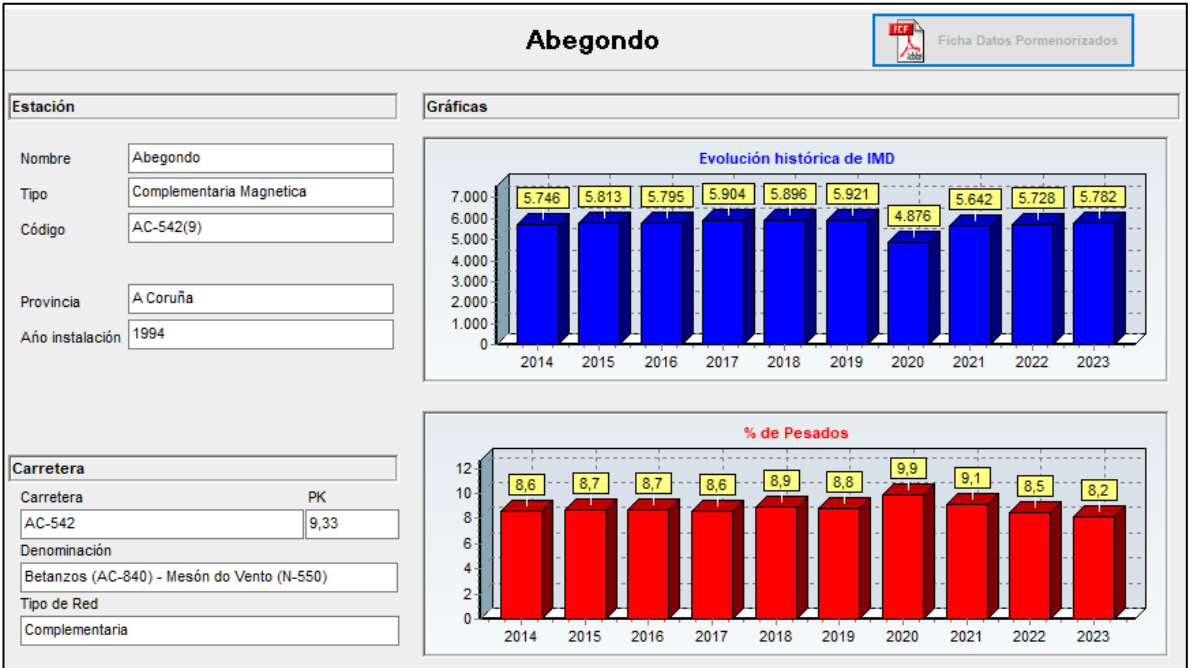 Abegondo
Ficha Datos Pormenorizados
Estación
Nombre Abegondo
Tipo Complementaria Magnetica
Código AC-542(9)
Provincia A Coruña
Año instalación 1994
Carretera
Carretera PK
AC-542 9,33
Denominación
Betanzos (AC-840) - Mesón do Vento (N-550)
Tipo de Red
Complementaria
Gráficas
Evolución histórica de IMD
7.000
6.000
5.000
4.000
3.000
2.000
1.000
0
5.746 5.813 5.795 5.904 5.896 5.921 4.876 5.642 5.728 5.782
2014 2015 2016 2017 2018 2019 2020 2021 2022 2023
% de Pesados
12
10
8
6
4
2
0
8,6 8,7 8,7 8,6 8,9 8,8 9,9 9,1 8,5 8,2
2014 2015 2016 2017 2018 2019 2020 2021 2022 2023